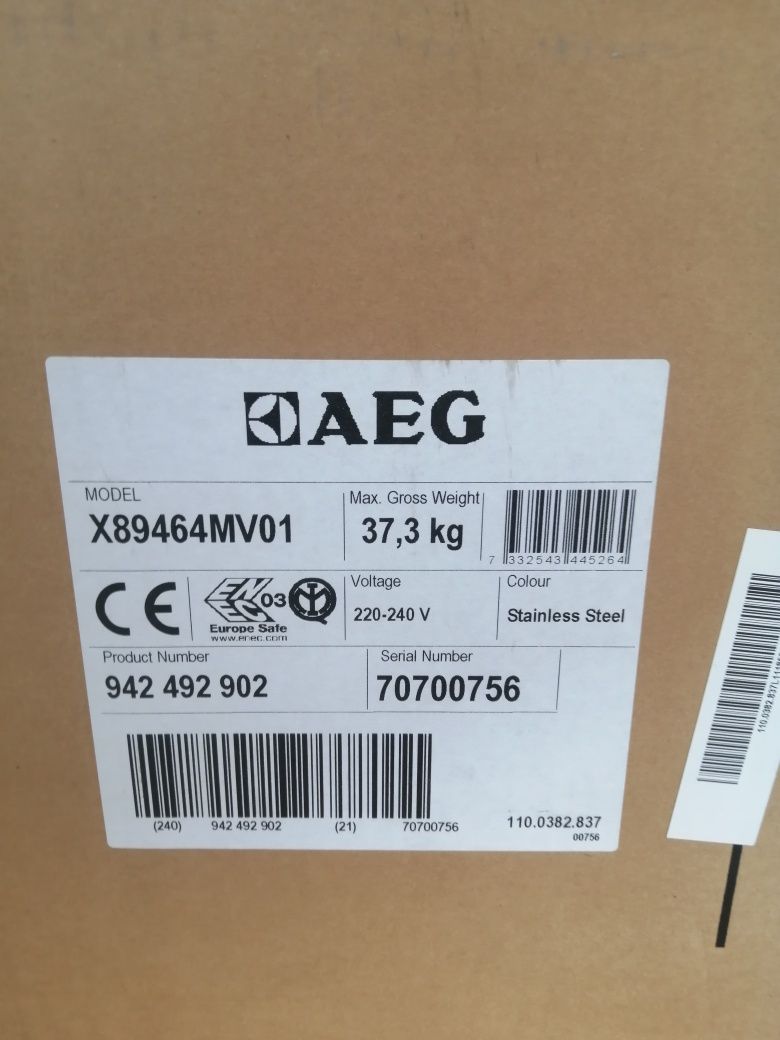 AEG
MODEL
X89464MV01
Max. Gross Weight
37,3 kg
7 332543 445264
CE
ENEC 03
Europe Safe
www.enec.com
Voltage
220-240 V
Colour
Stainless Steel
Product Number
942 492 902
Serial Number
70700756
(240) 942 492 902 (21) 70700756
110.0382.837
00756